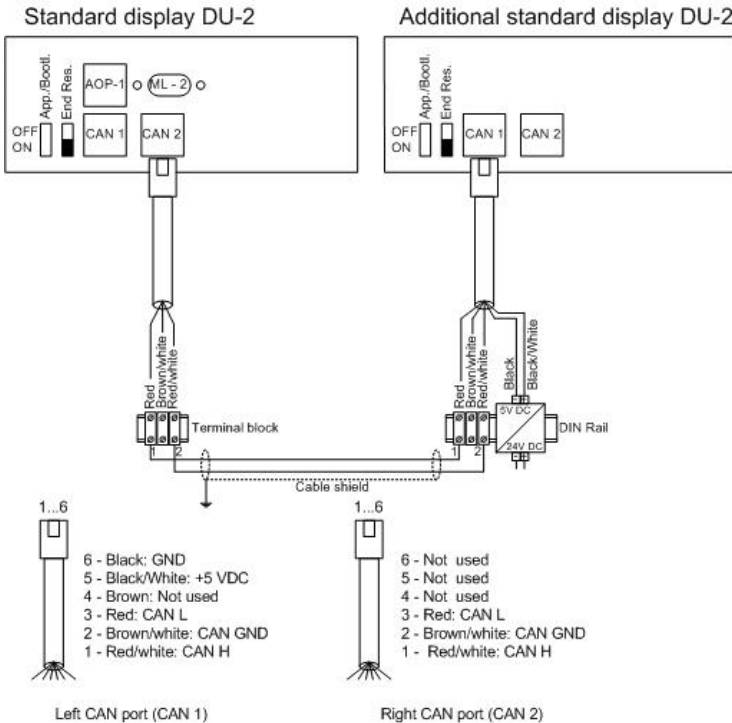 Standard display DU-2
Additional standard display DU-2
App./Bootl.
End Res.
AOP-1
ML - 2
OFF
ON
CAN 1
CAN 2
App./Bootl.
End Res.
OFF
ON
CAN 1
CAN 2
Red
Brown/white
Red/white
Red
Brown/white
Red/white
Black
Black/White
Terminal block
5V DC
24V DC
DIN Rail
1
2
1
2
Cable shield
1...6
6 - Black: GND
5 - Black/White: +5 VDC
4 - Brown: Not used
3 - Red: CAN L
2 - Brown/white: CAN GND
1 - Red/white: CAN H
Left CAN port (CAN 1)
1...6
6 - Not used
5 - Not used
4 - Not used
3 - Red: CAN L
2 - Brown/white: CAN GND
1 - Red/white: CAN H
Right CAN port (CAN 2)